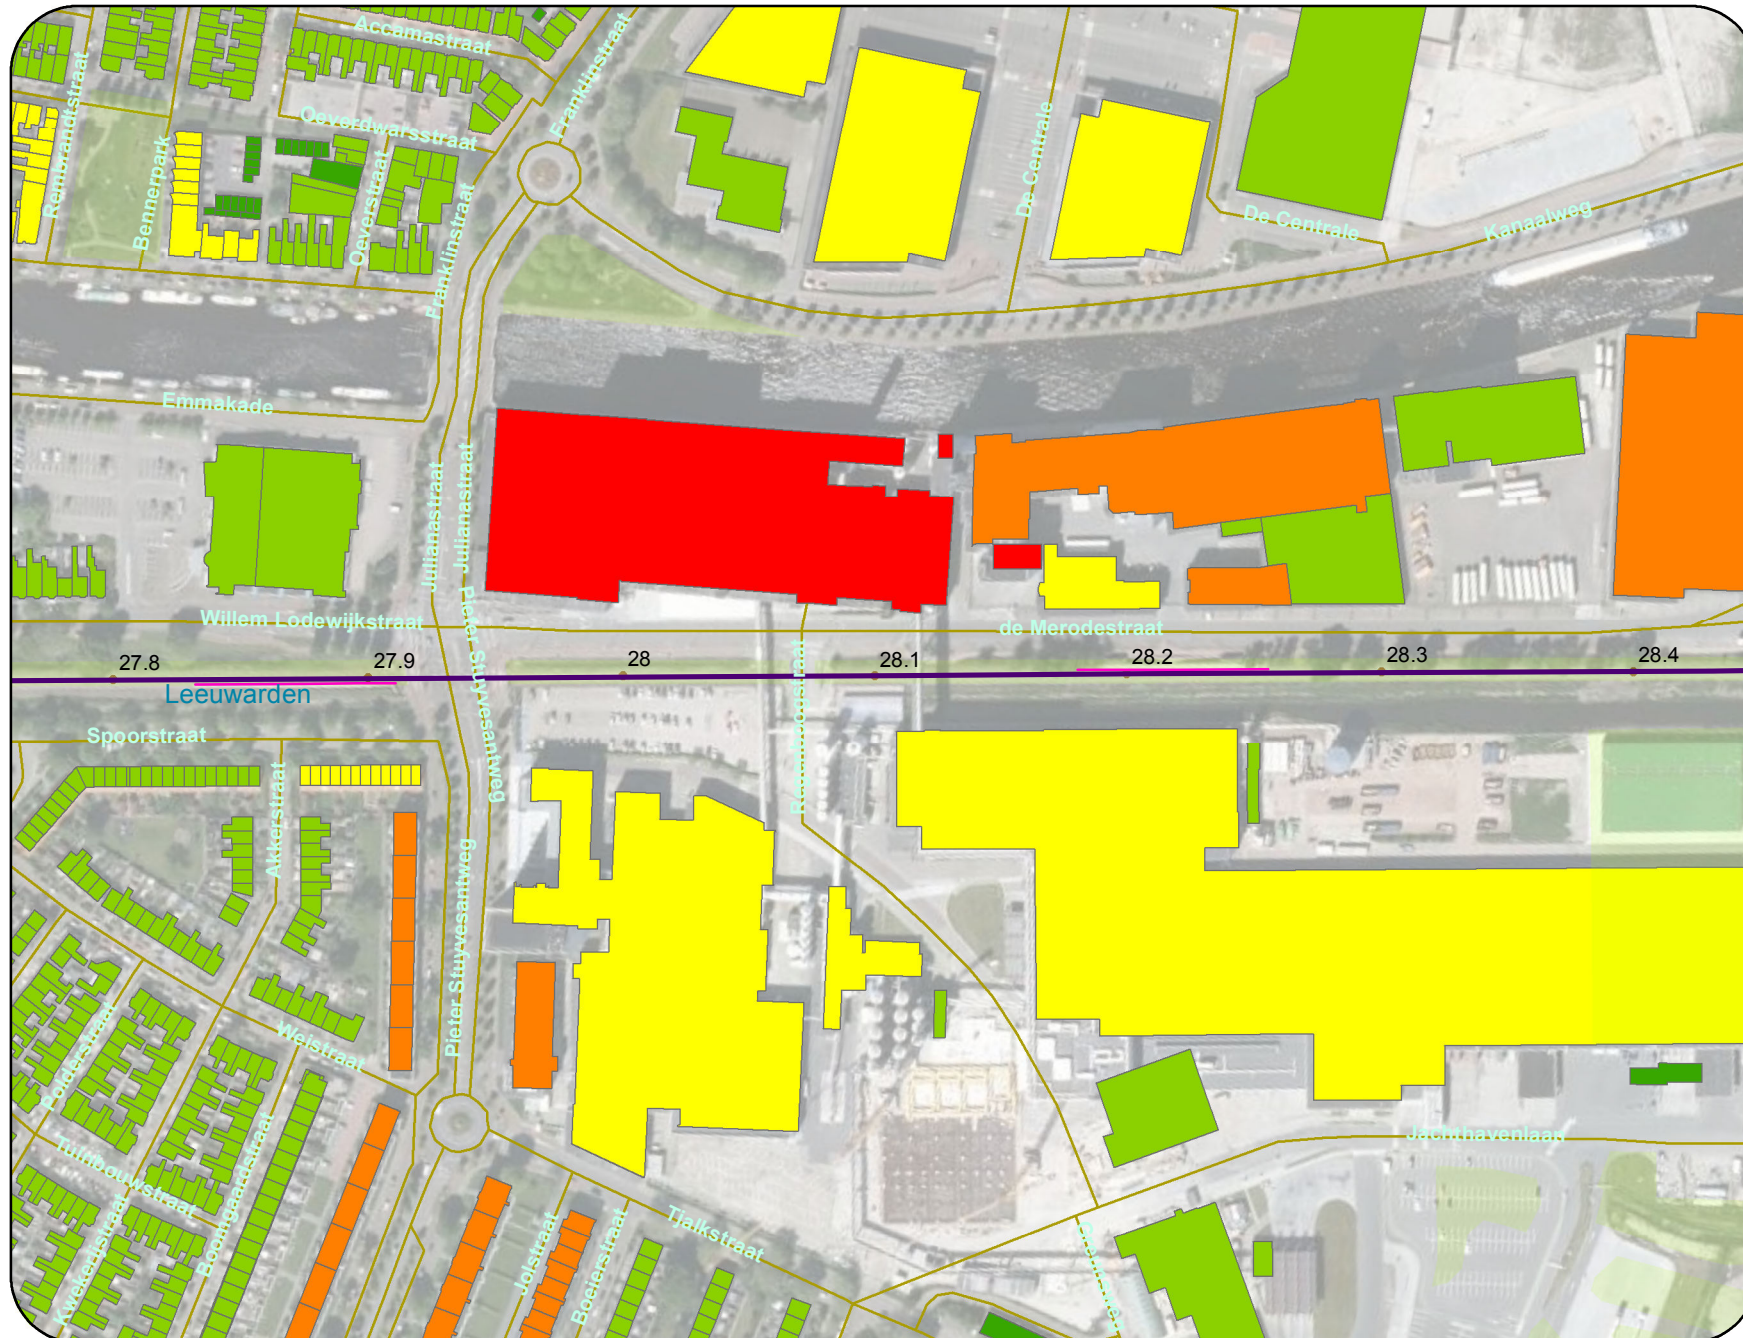 Accamastraat
Franklinstraat
Rembrandtstraat
Oeverdwarsstraat
Bennerpark
Oeverstraat
Franklinstraat
De Centrale
De Centrale
Kanaalweg
Emmakade
Julianastraat
Julianastraat
Willem Lodewijkstraat
de Merodestraat
Pieter Stuyvesantweg
27.8
27.9
28
28.1
28.2
28.3
28.4
Leeuwarden
Spoorstraat
Akkerstraat
Pieter Stuyvesantweg
Weistraat
Polderstraat
Tuinbouwstraat
Boomgaardstraat
Kwekerijstraat
Jolstraat
Boeierstraat
Tjalkstraat
Jachthavenlaan